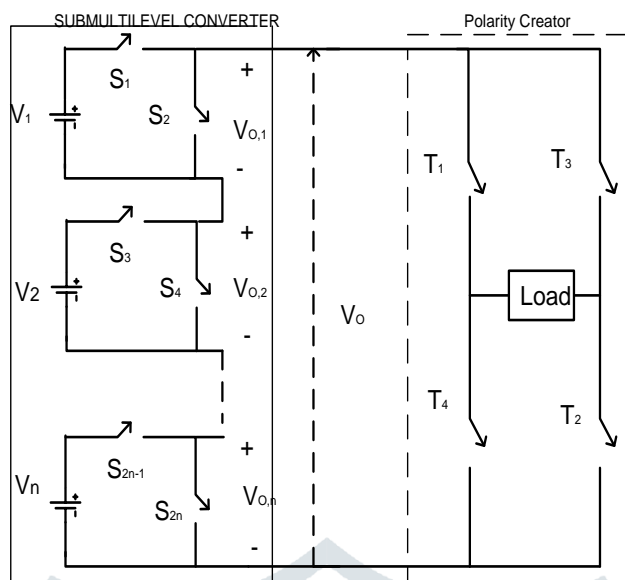 SUBMULTILEVEL CONVERTER
Polarity Creator
S1
V1
+
-
S2
+
VO,1
-
T1
T3
S3
V2
+
-
S4
+
VO,2
-
VO
Load
T4
T2
S2n-1
Vn
+
-
S2n
+
VO,n
-